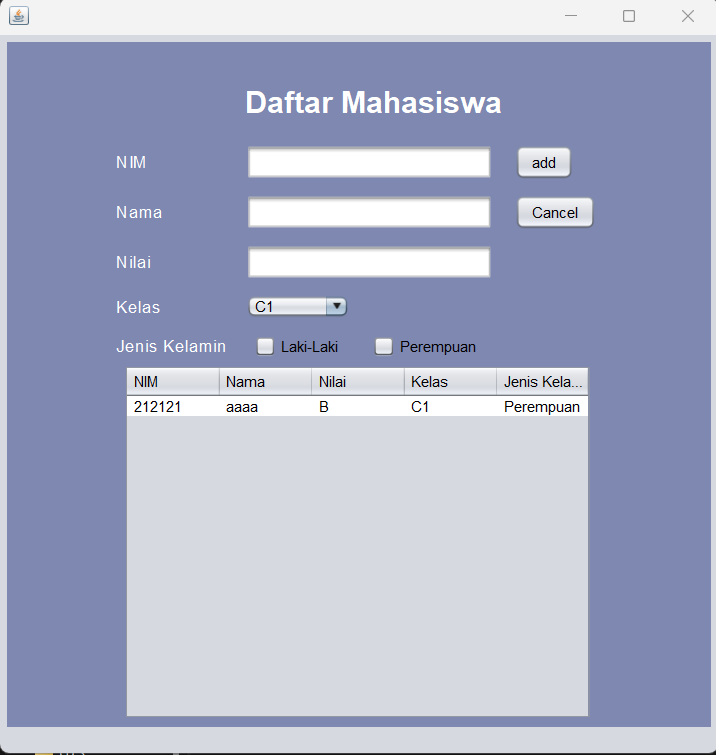 Daftar Mahasiswa
NIM add
Nama Cancel
Nilai
Kelas C1
Jenis Kelamin Laki-Laki Perempuan
NIM Nama Nilai Kelas Jenis Kela...
212121 aaaa B C1 Perempuan